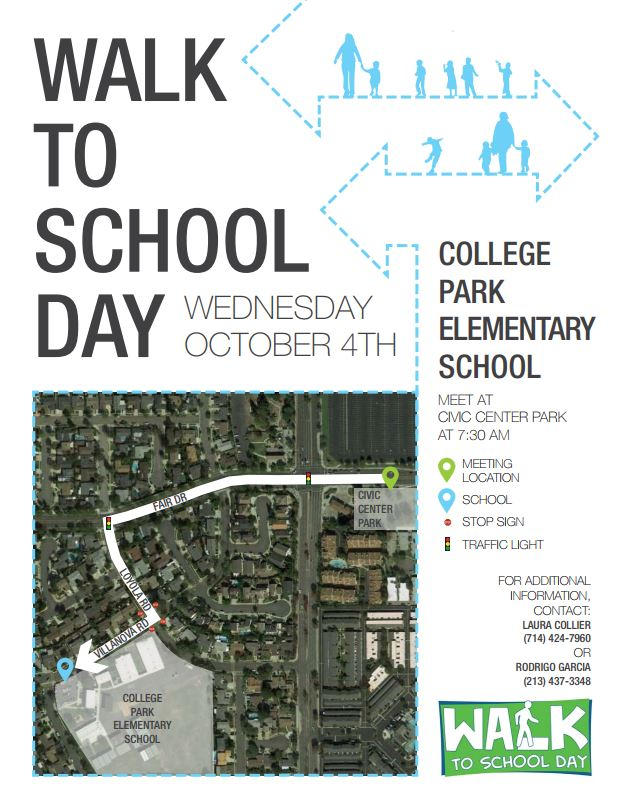 WALK
TO
SCHOOL
DAY
WEDNESDAY
OCTOBER 4TH
COLLEGE
PARK
ELEMENTARY
SCHOOL
MEET AT
CIVIC CENTER PARK
AT 7:30 AM
MEETING
LOCATION
SCHOOL
STOP SIGN
TRAFFIC LIGHT
FAIR DR
CIVIC
CENTER
PARK
LOYOLA RD
VILLANOVA RD
COLLEGE
PARK
ELEMENTARY
SCHOOL
FOR ADDITIONAL
INFORMATION,
CONTACT:
LAURA COLLIER
(714) 424-7960
OR
RODRIGO GARCIA
(213) 437-3348
WALK
TO SCHOOL DAY